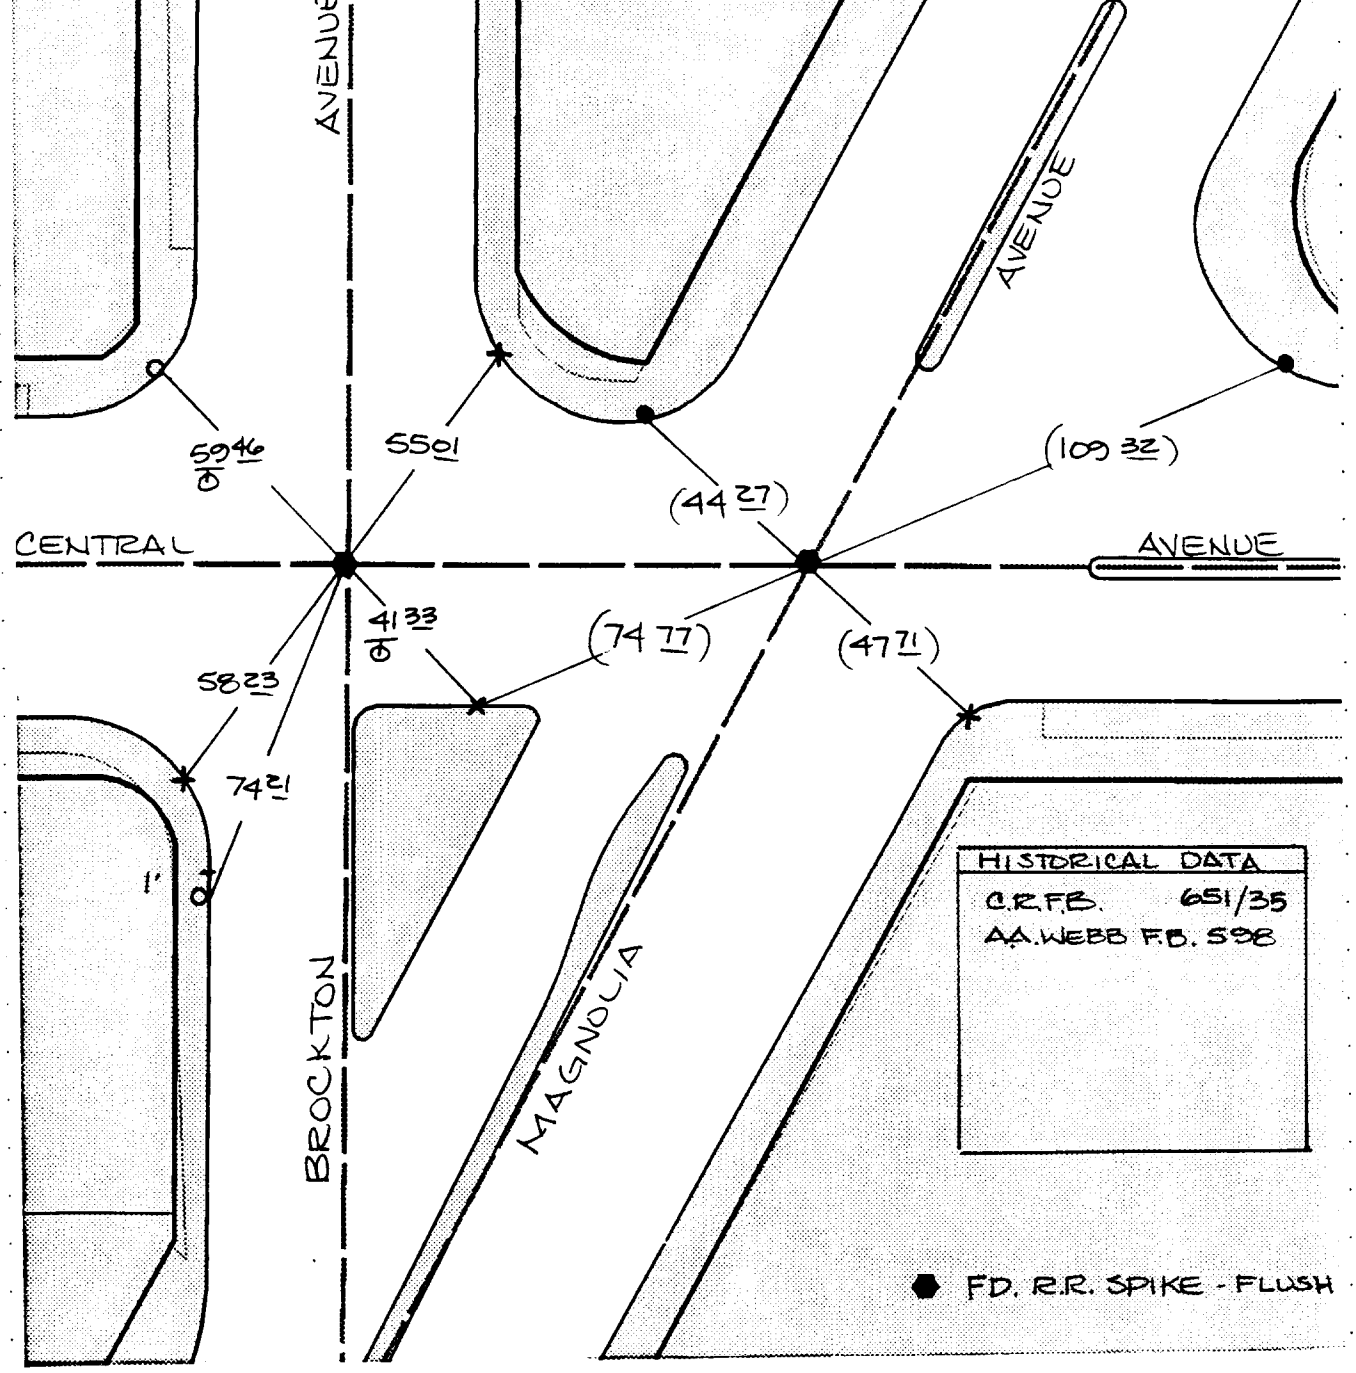 AVENUE
AVENUE
59 46
55 01
(44 27)
(109 32)
CENTRAL
AVENUE
41 33
(74 77)
(47 71)
58 23
74 21
1'
HISTORICAL DATA
C.R.F.B. 651/35
A.A. WEBB F.B. 598
BROCKTON
MAGNOLIA
FD. R.R. SPIKE - FLUSH